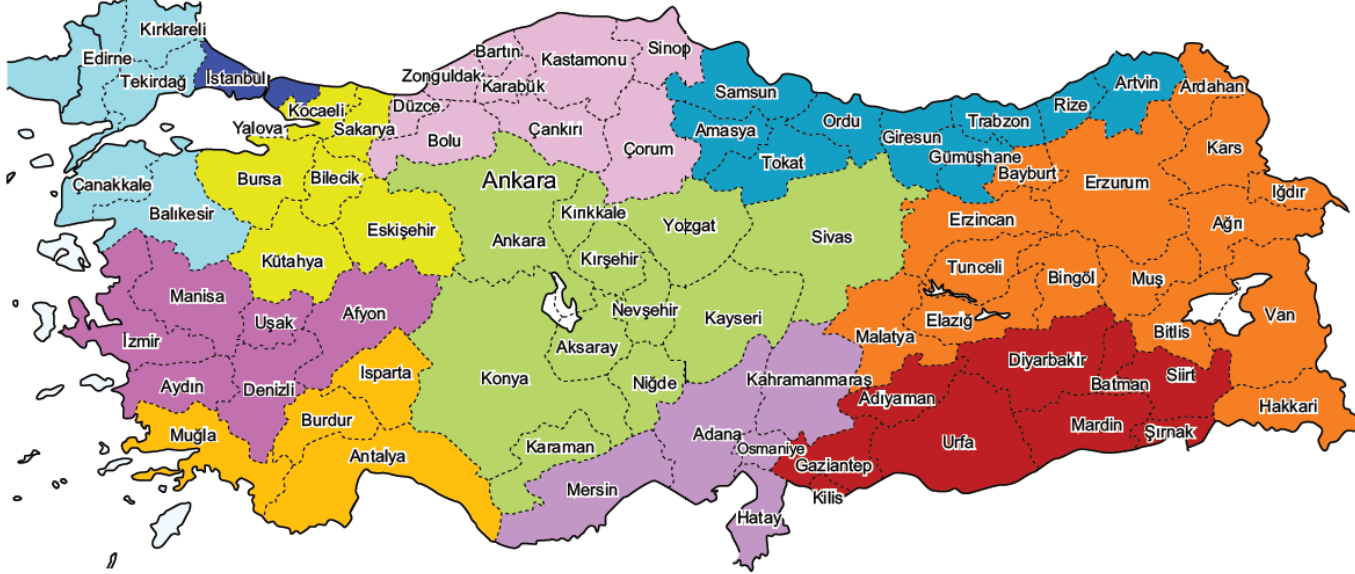 Kırklareli
Edirne
Tekirdağ
İstanbul
Kocaeli
Yalova
Sakarya
Düzce
Bolu
Zonguldak
Bartın
Karabük
Kastamonu
Sinop
Çankırı
Çorum
Samsun
Amasya
Tokat
Ordu
Giresun
Gümüşhane
Trabzon
Rize
Artvin
Ardahan
Kars
Iğdır
Ağrı
Erzurum
Bayburt
Erzincan
Tunceli
Bingöl
Muş
Bitlis
Van
Hakkari
Elazığ
Malatya
Çanakkale
Balıkesir
Bursa
Bilecik
Eskişehir
Kütahya
Ankara
Ankara
Kırıkkale
Kırşehir
Yozgat
Sivas
Nevşehir
Kayseri
Aksaray
Niğde
Konya
Karaman
Manisa
İzmir
Uşak
Afyon
Aydın
Denizli
Muğla
Burdur
Isparta
Antalya
Mersin
Adana
Osmaniye
Hatay
Kahramanmaraş
Adıyaman
Gaziantep
Kilis
Urfa
Diyarbakir
Batman
Mardin
Siirt
Şırnak